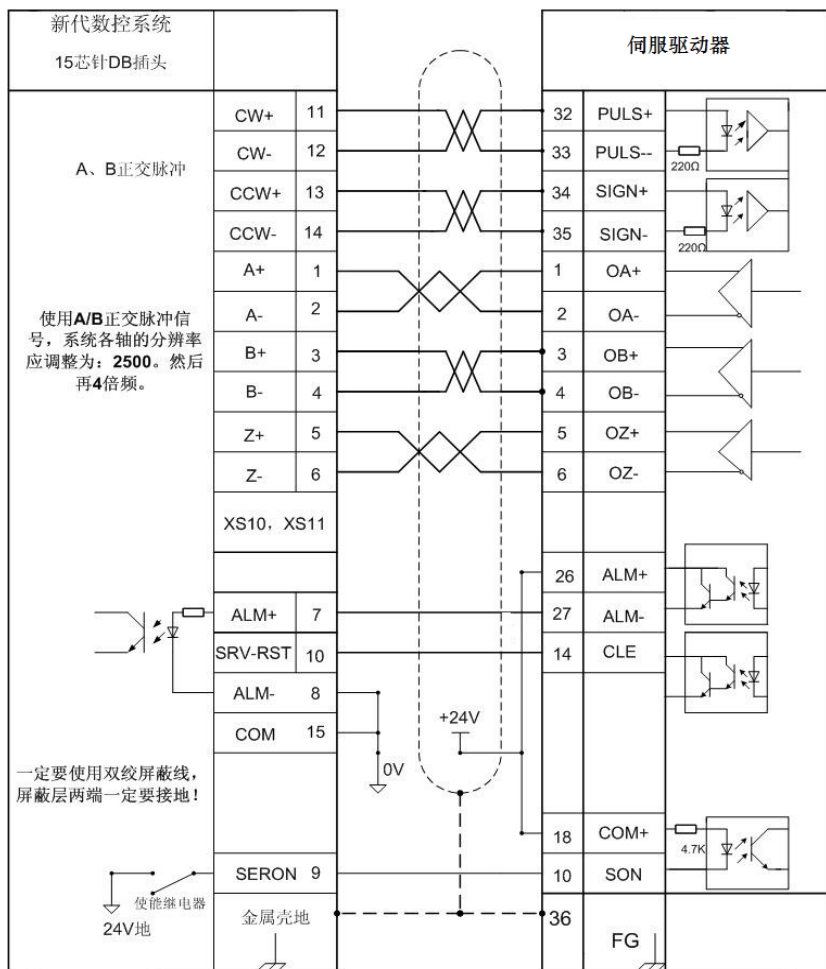 新代数控系统
15芯针DB插头
伺服驱动器
CW+ 11 32 PULS+
CW- 12 33 PULS--
220Ω
A、B正交脉冲
CCW+ 13 34 SIGN+
CCW- 14 35 SIGN-
220Ω
A+ 1 1 OA+
A- 2 2 OA-
使用A/B正交脉冲信
号，系统各轴的分辨率
应调整为：2500。然后
再4倍频。
B+ 3 3 OB+
B- 4 4 OB-
Z+ 5 5 OZ+
Z- 6 6 OZ-
XS10，XS11
26 ALM+
ALM+ 7 27 ALM-
SRV-RST 10 14 CLE
ALM- 8
COM 15
+24V
0V
一定要使用双绞屏蔽线，
屏蔽层两端一定要接地！
18 COM+
4.7K
SERON 9 10 SON
使能继电器
24V地
金属壳地
36
FG